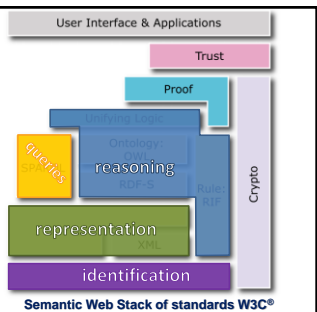 User Interface & Applications
Trust
Proof
Unifying Logic
Ontology:
OWL
queries
reasoning
RDF-S
Rule:
RIF
Crypto
representation
XML
identification
Semantic Web Stack of standards W3C®